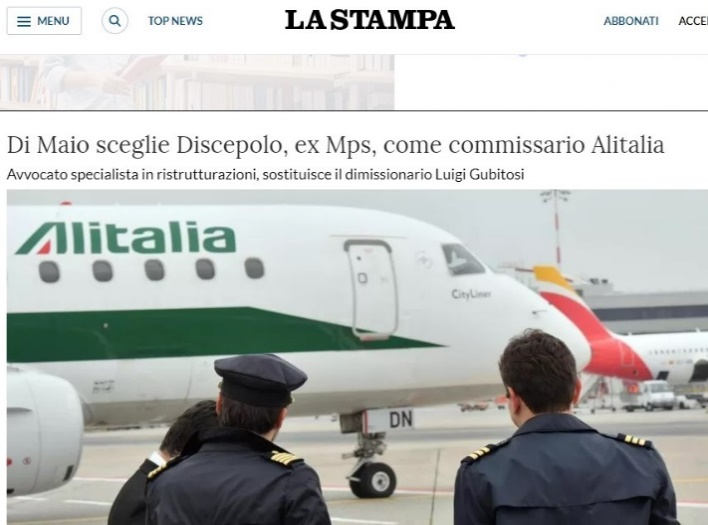 MENU
TOP NEWS
LA STAMPA
ABBONATI
ACCE
Di Maio sceglie Discepolo, ex Mps, come commissario Alitalia
Avvocato specialista in ristrutturazioni, sostituisce il dimissionario Luigi Gubitosi
Alitalia
CityLiner
DN